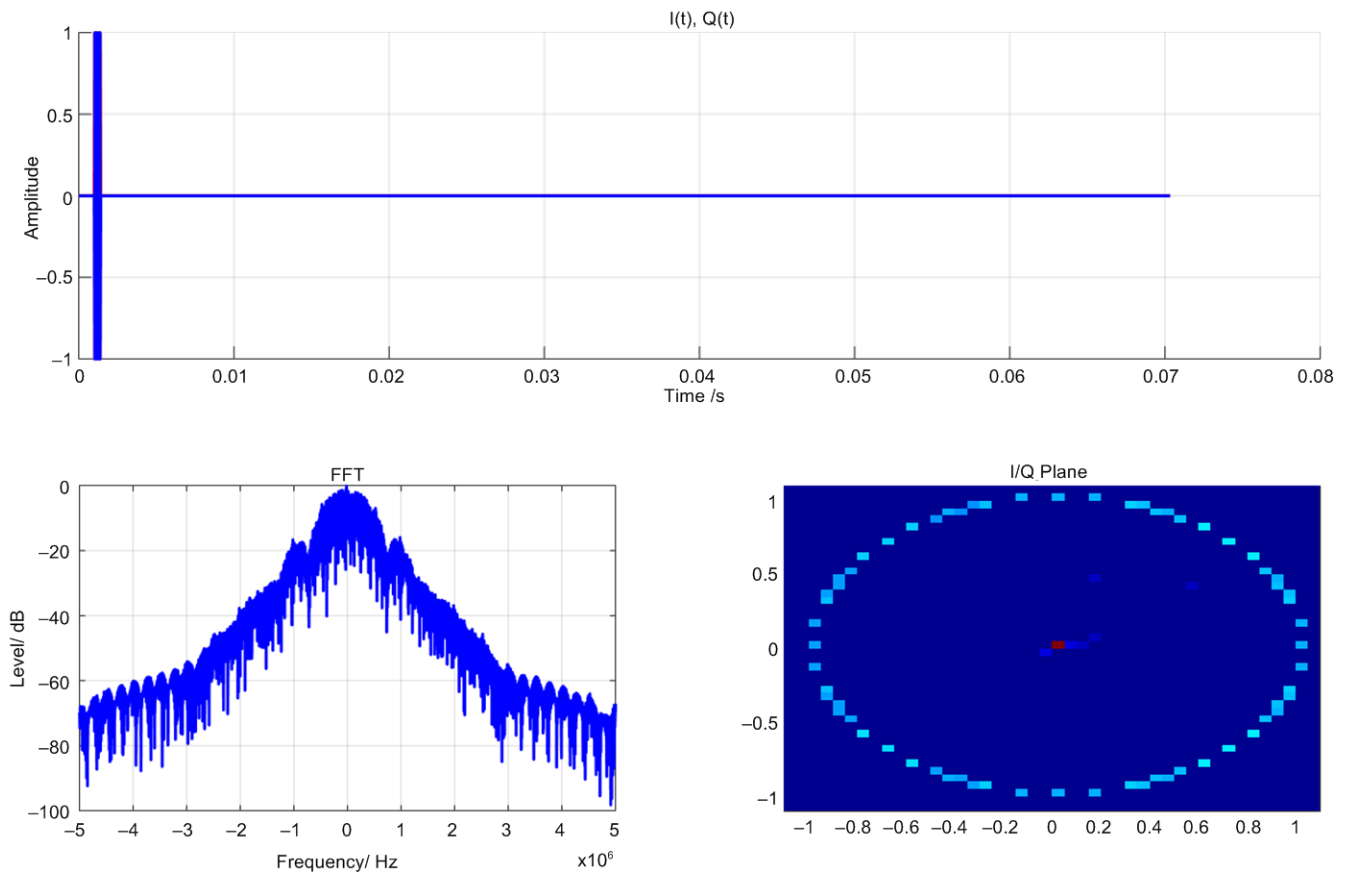 I(t), Q(t)
1
0.5
0
–0.5
–1
Amplitude
0 0.01 0.02 0.03 0.04 0.05 0.06 0.07 0.08
Time /s
FFT
0
–20
–40
–60
–80
–100
Level/ dB
–5 –4 –3 –2 –1 0 1 2 3 4 5
Frequency/ Hz
x10⁶
I/Q Plane
1
0.5
0
–0.5
–1
–1 –0.8 –0.6 –0.4 –0.2 0 0.2 0.4 0.6 0.8 1